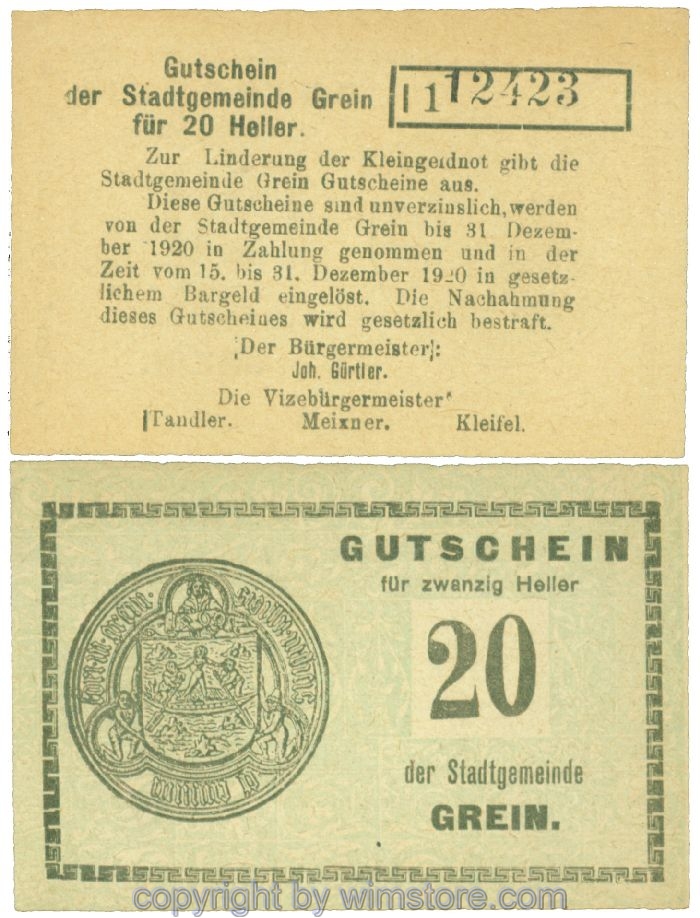 Gutschein
der Stadtgemeinde Grein
für 20 Heller.
112423
Zur Linderung der Kleingeldnot gibt die
Stadtgemeinde Grein Gutscheine aus.
Diese Gutscheine sind unverzinslich, werden
von der Stadtgemeinde Grein bis 31 Dezem-
ber 1920 in Zahlung genommen und in der
Zeit vom 15. bis 31. Dezember 1920 in gesetz-
lichem Bargeld eingelöst. Die Nachahmung
dieses Gutscheines wird gesetzlich bestraft.
Der Bürgermeister:
Joh. Gürtler.
Die Vizebürgermeister
Tandler. Meixner. Kleifel.
GUTSCHEIN
für zwanzig Heller
20
der Stadtgemeinde
GREIN.
copyright by wimstore.com